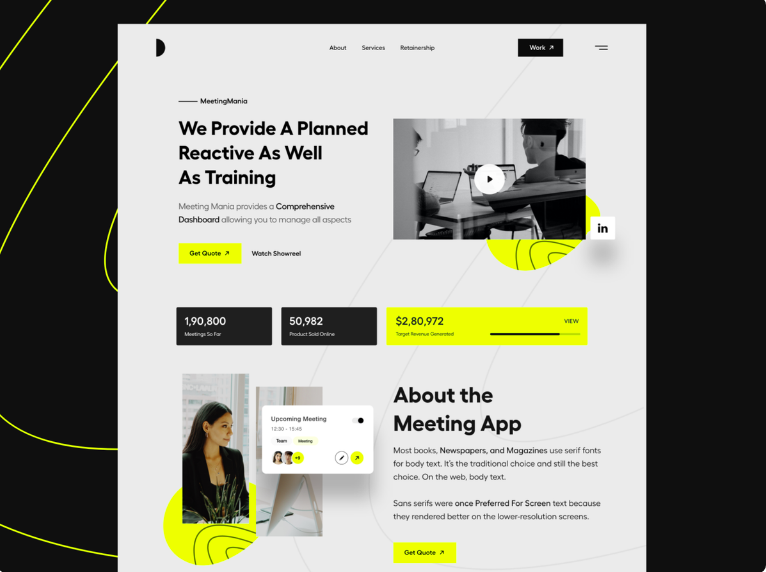 About Services Retainership Work
MeetingMania
We Provide A Planned
Reactive As Well
As Training
Meeting Mania provides a Comprehensive
Dashboard allowing you to manage all aspects
Get Quote Watch Showreel
in
1,90,800
Meetings So Far
50,982
Product Sold Online
$2,80,972 VIEW
Target Revenue Generated
Upcoming Meeting
12:30 - 15:45
Team Meeting
+8
About the
Meeting App
Most books, Newspapers, and Magazines use serif fonts
for body text. It's the traditional choice and still the best
choice. On the web, body text.
Sans serifs were once Preferred For Screen text because
they rendered better on the lower-resolution screens.
Get Quote